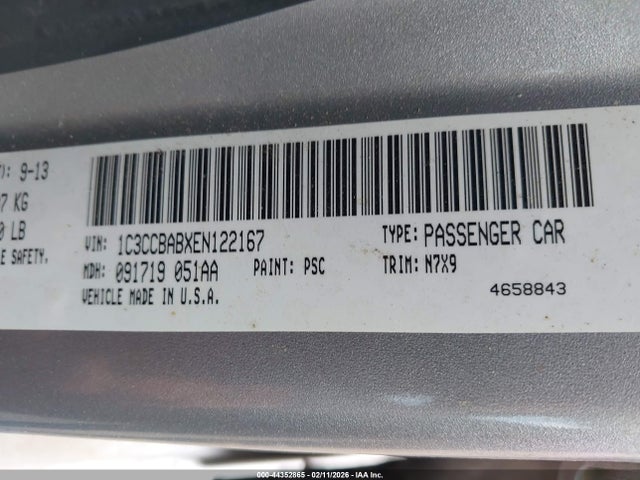 ): 9-13
7 KG
0 LB
E SAFETY.
VIN: 1C3CCBABXEN122167 TYPE: PASSENGER CAR
MDH: 091719 051AA PAINT: PSC TRIM: N7X9
VEHICLE MADE IN U.S.A. 4658843
000-44352865 - 02/11/2026 - IAA Inc.